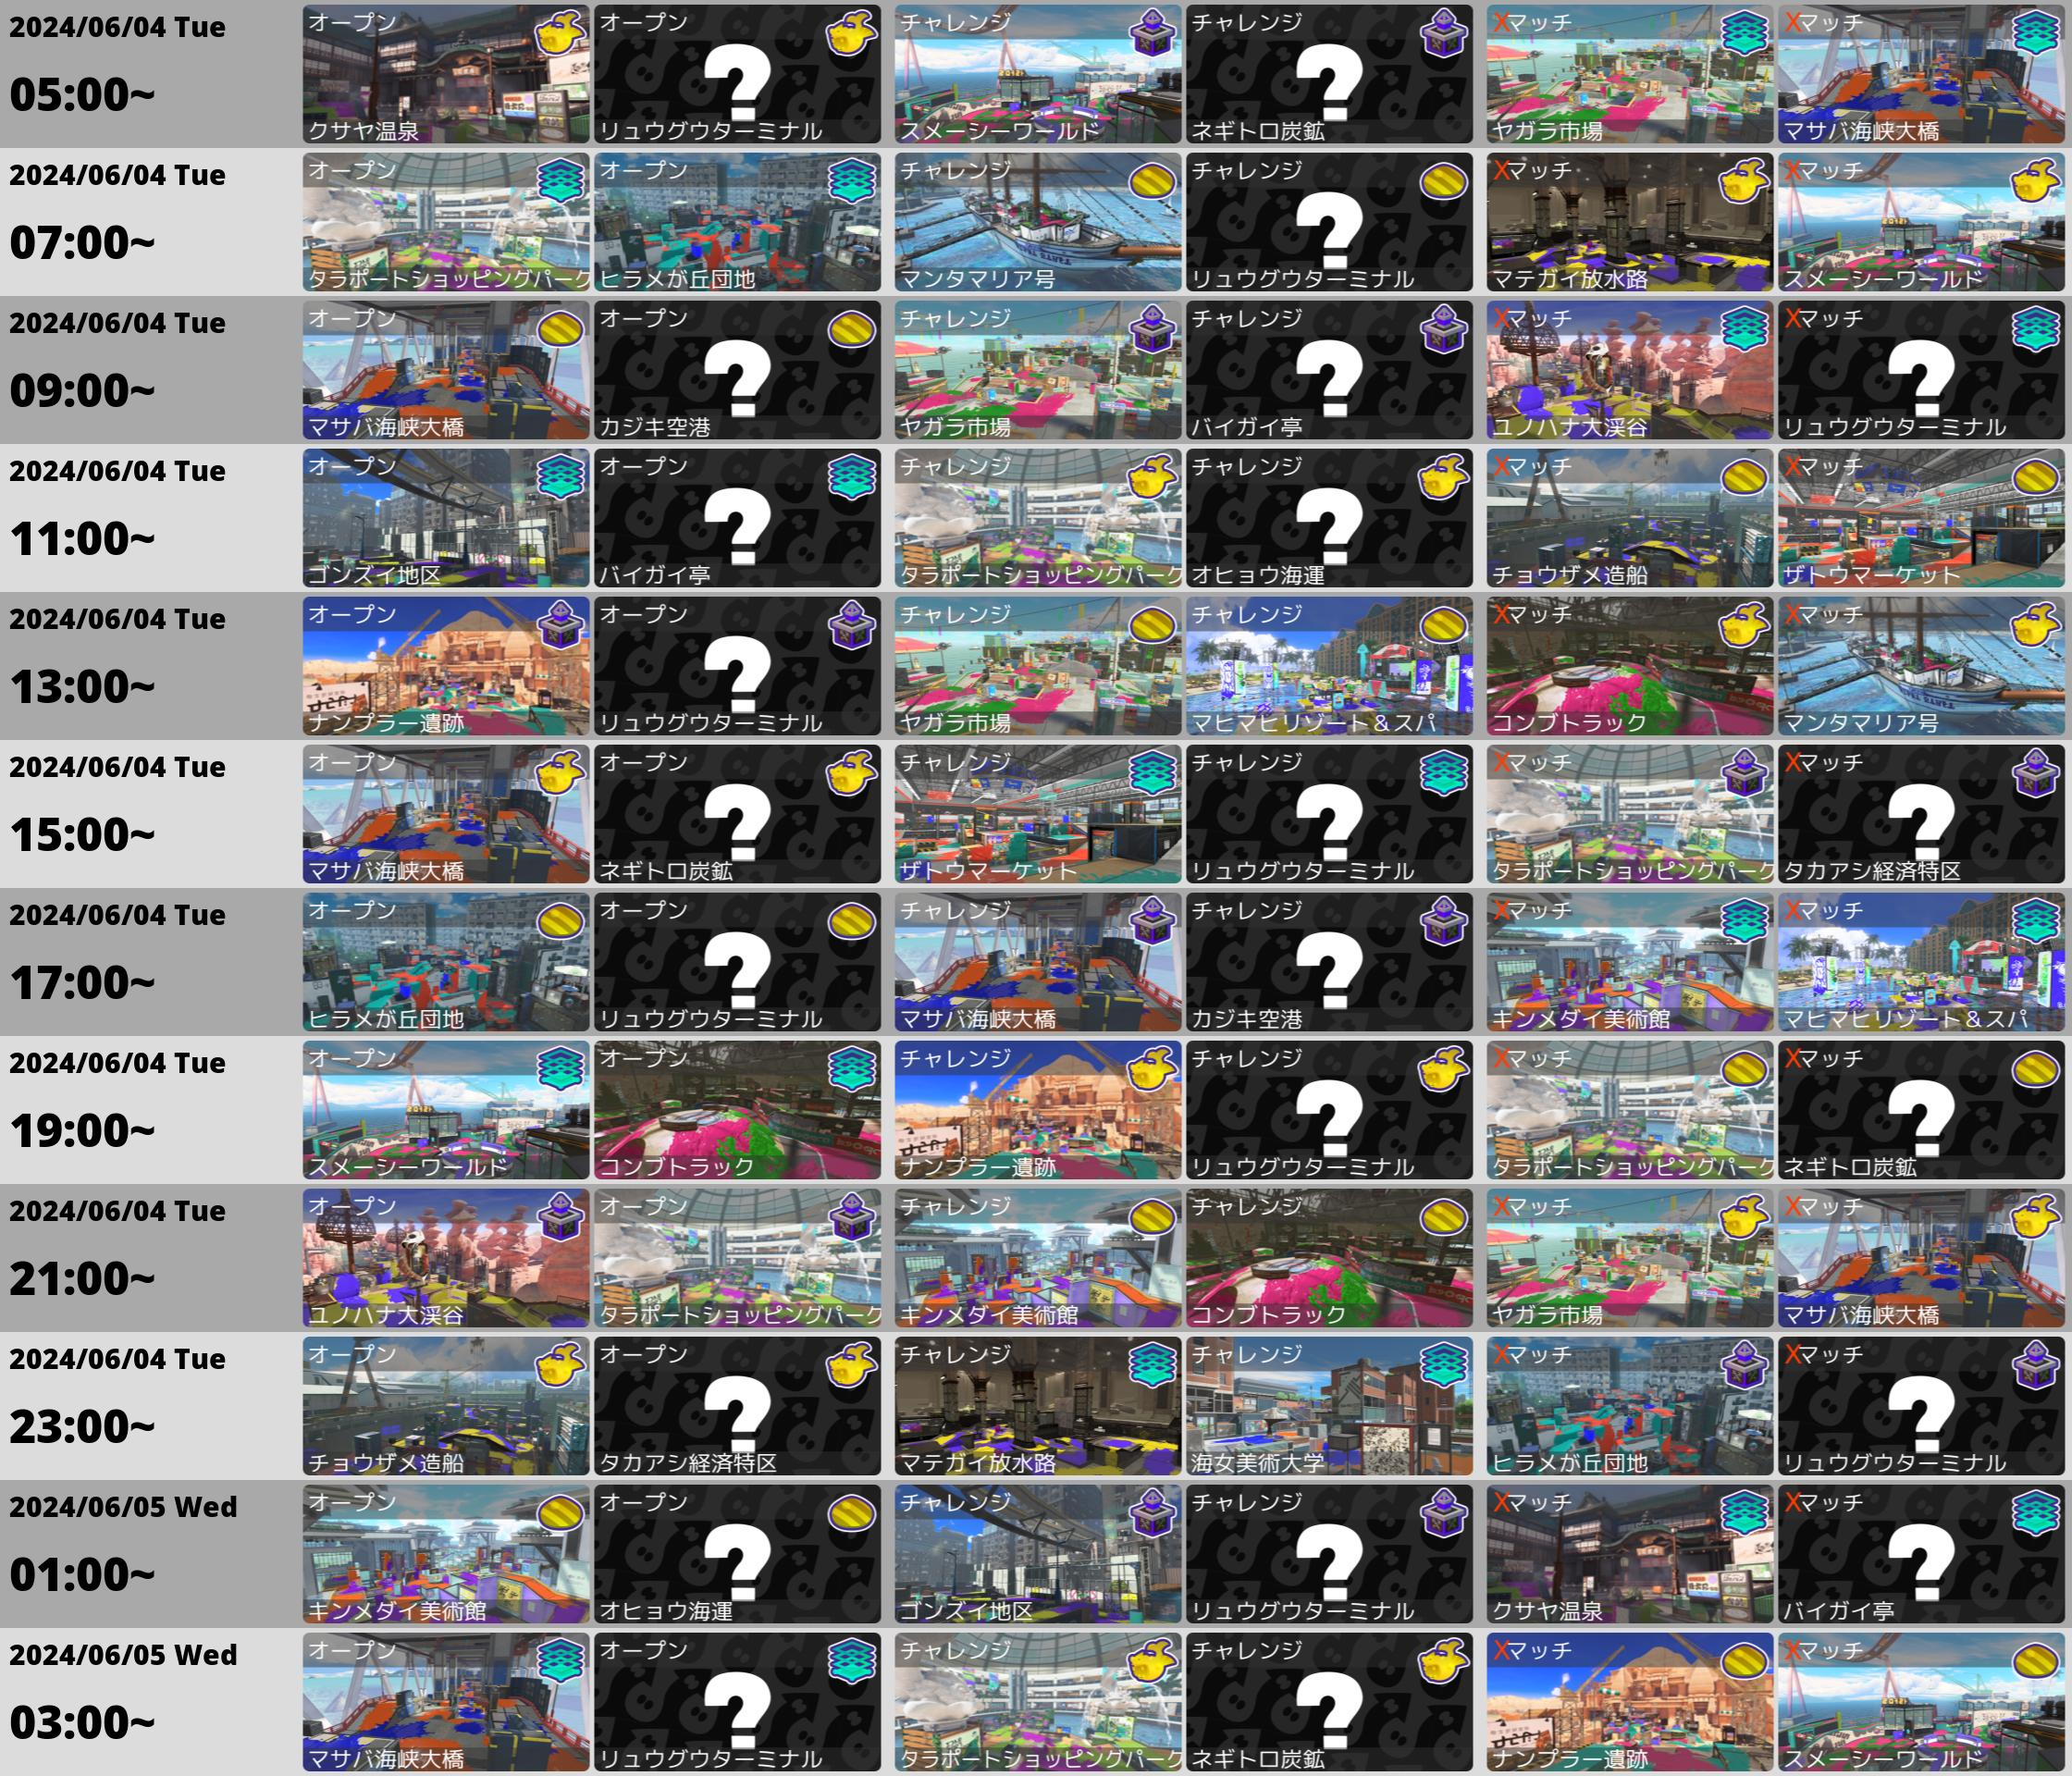 2024/06/04 Tue
05:00~
オープン オープン チャレンジ チャレンジ Xマッチ Xマッチ
クサヤ温泉 リュウグウターミナル スメーシーワールド ネギトロ炭鉱 ヤガラ市場 マサバ海峡大橋
2024/06/04 Tue
07:00~
オープン オープン チャレンジ チャレンジ Xマッチ Xマッチ
タラポートショッピングパーク ヒラメが丘団地 マンタマリア号 リュウグウターミナル マテガイ放水路 スメーシーワールド
2024/06/04 Tue
09:00~
オープン オープン チャレンジ チャレンジ Xマッチ Xマッチ
マサバ海峡大橋 カジキ空港 ヤガラ市場 バイガイ亭 ユノハナ大渓谷 リュウグウターミナル
2024/06/04 Tue
11:00~
オープン オープン チャレンジ チャレンジ Xマッチ Xマッチ
ゴンズイ地区 バイガイ亭 タラポートショッピングパーク オヒョウ海運 チョウザメ造船 ザトウマーケット
2024/06/04 Tue
13:00~
オープン オープン チャレンジ チャレンジ Xマッチ Xマッチ
ナンプラー遺跡 リュウグウターミナル ヤガラ市場 マヒマヒリゾート＆スパ コンブトラック マンタマリア号
2024/06/04 Tue
15:00~
オープン オープン チャレンジ チャレンジ Xマッチ Xマッチ
マサバ海峡大橋 ネギトロ炭鉱 ザトウマーケット リュウグウターミナル タラポートショッピングパーク タカアシ経済特区
2024/06/04 Tue
17:00~
オープン オープン チャレンジ チャレンジ Xマッチ Xマッチ
ヒラメが丘団地 リュウグウターミナル マサバ海峡大橋 カジキ空港 キンメダイ美術館 マヒマヒリゾート＆スパ
2024/06/04 Tue
19:00~
オープン オープン チャレンジ チャレンジ Xマッチ Xマッチ
スメーシーワールド コンブトラック ナンプラー遺跡 リュウグウターミナル タラポートショッピングパーク ネギトロ炭鉱
2024/06/04 Tue
21:00~
オープン オープン チャレンジ チャレンジ Xマッチ Xマッチ
ユノハナ大渓谷 タラポートショッピングパーク キンメダイ美術館 コンブトラック ヤガラ市場 マサバ海峡大橋
2024/06/04 Tue
23:00~
オープン オープン チャレンジ チャレンジ Xマッチ Xマッチ
チョウザメ造船 タカアシ経済特区 マテガイ放水路 海女美術大学 ヒラメが丘団地 リュウグウターミナル
2024/06/05 Wed
01:00~
オープン オープン チャレンジ チャレンジ Xマッチ Xマッチ
キンメダイ美術館 オヒョウ海運 ゴンズイ地区 リュウグウターミナル クサヤ温泉 バイガイ亭
2024/06/05 Wed
03:00~
オープン オープン チャレンジ チャレンジ Xマッチ Xマッチ
マサバ海峡大橋 リュウグウターミナル タラポートショッピングパーク ネギトロ炭鉱 ナンプラー遺跡 スメーシーワールド